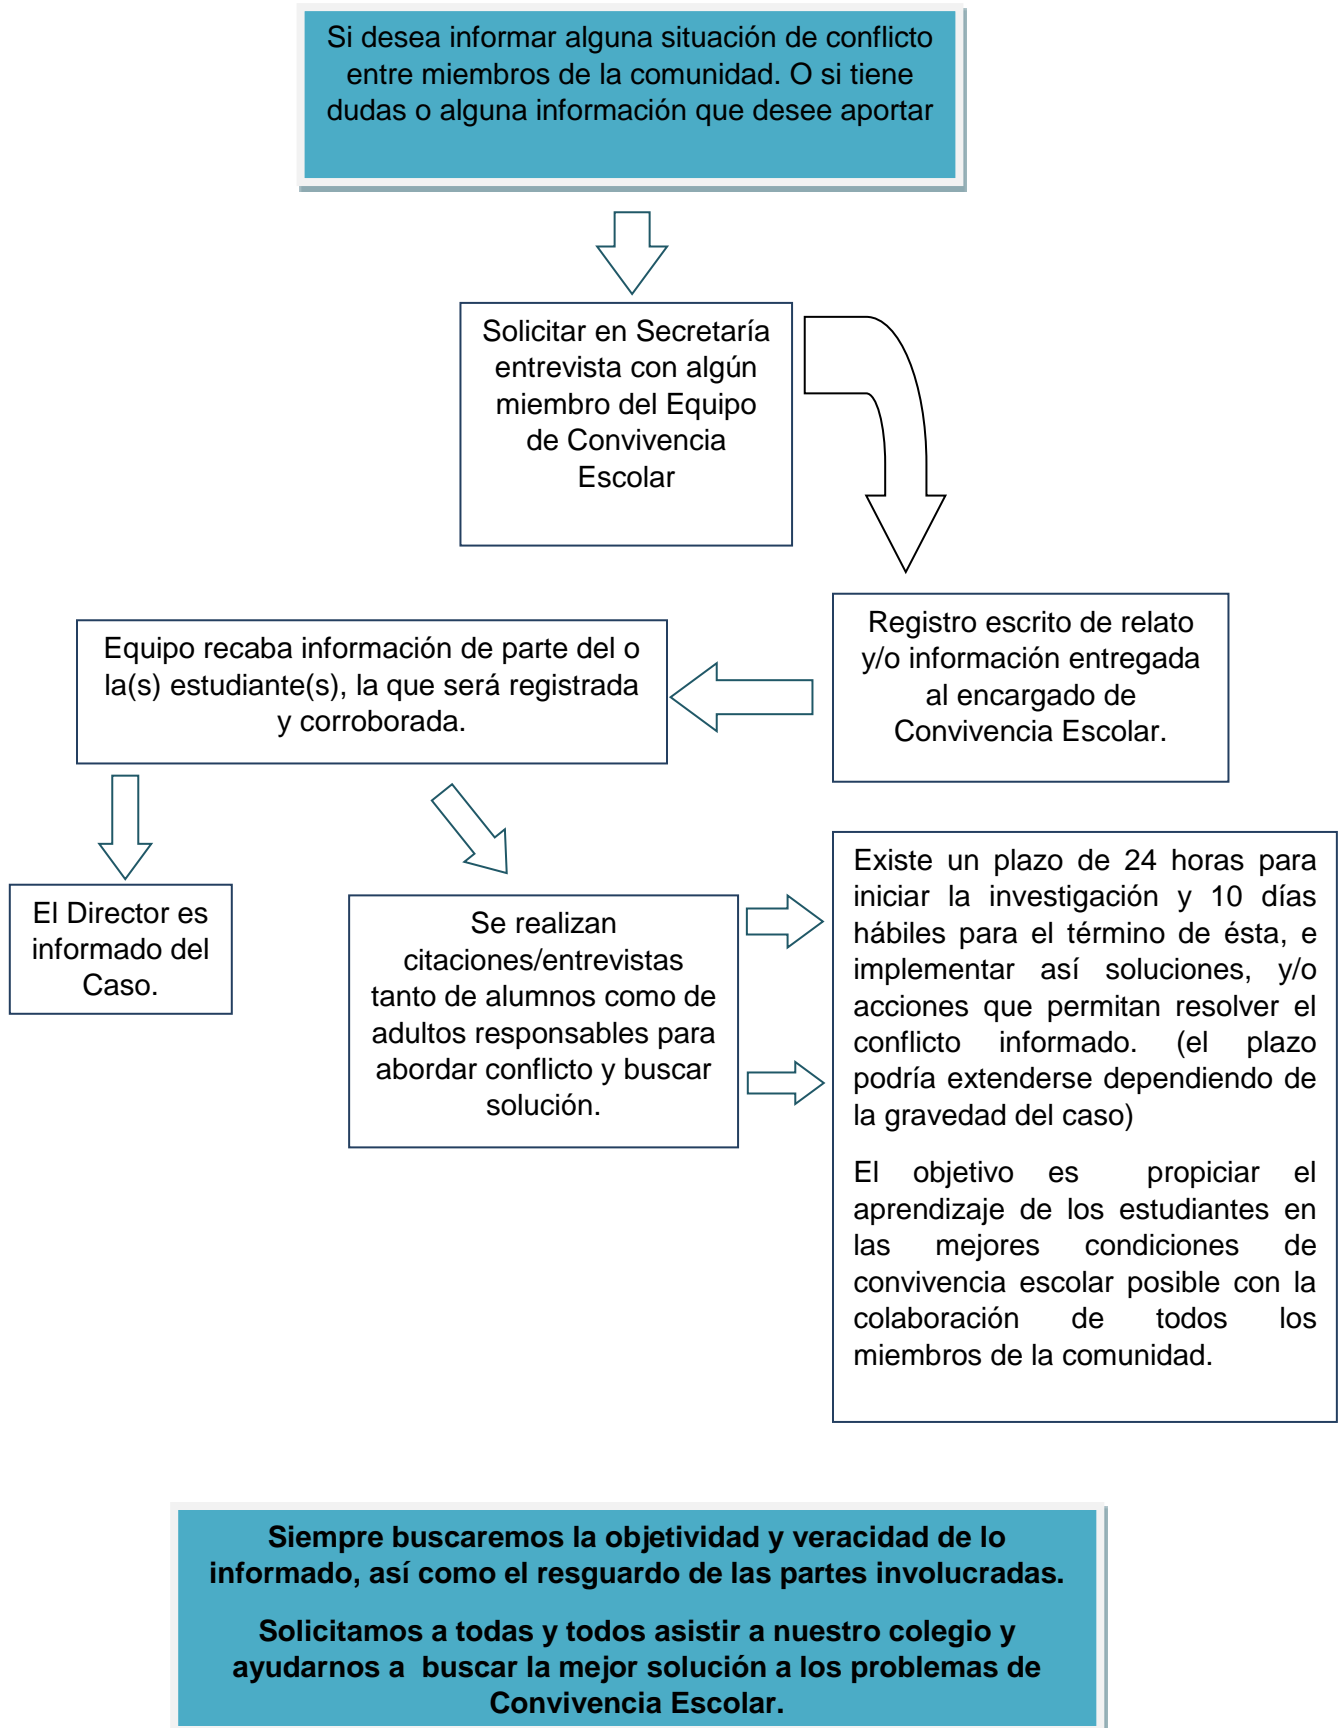 Si desea informar alguna situación de conflicto
entre miembros de la comunidad. O si tiene
dudas o alguna información que desee aportar
Solicitar en Secretaría
entrevista con algún
miembro del Equipo
de Convivencia
Escolar
Registro escrito de relato
y/o información entregada
al encargado de
Convivencia Escolar.
Equipo recaba información de parte del o
la(s) estudiante(s), la que será registrada
y corroborada.
El Director es
informado del
Caso.
Se realizan
citaciones/entrevistas
tanto de alumnos como de
adultos responsables para
abordar conflicto y buscar
solución.
Existe un plazo de 24 horas para
iniciar la investigación y 10 días
hábiles para el término de ésta, e
implementar así soluciones, y/o
acciones que permitan resolver el
conflicto informado. (el plazo
podría extenderse dependiendo de
la gravedad del caso)
El objetivo es propiciar el
aprendizaje de los estudiantes en
las mejores condiciones de
convivencia escolar posible con la
colaboración de todos los
miembros de la comunidad.
Siempre buscaremos la objetividad y veracidad de lo
informado, así como el resguardo de las partes involucradas.
Solicitamos a todas y todos asistir a nuestro colegio y
ayudarnos a buscar la mejor solución a los problemas de
Convivencia Escolar.